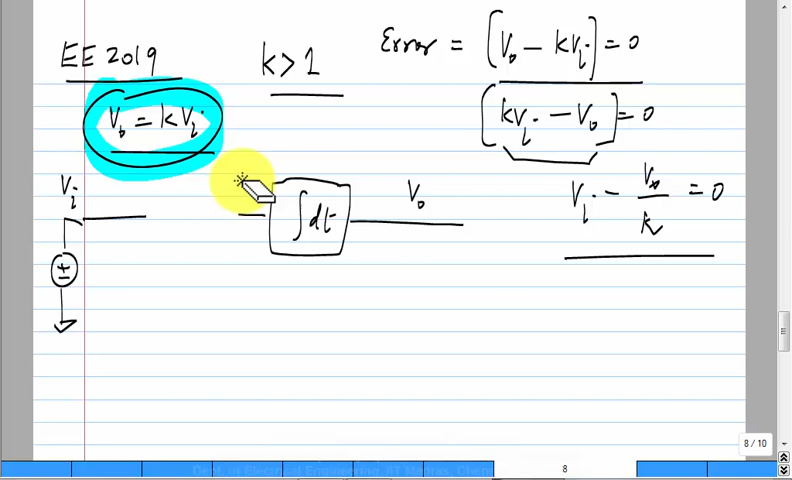 EE 2019
k > 1
Error = [V₀ − kVᵢ] = 0
V₀ = kVᵢ
[kVᵢ − V₀] = 0
Vᵢ
∫dt
V₀
Vᵢ − V₀/k = 0
±
8 / 10
8